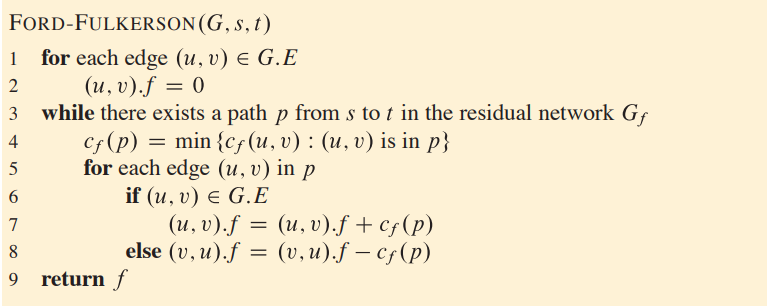 FORD-FULKERSON(G, s, t)
1 for each edge (u, v) ∈ G.E
2 (u, v).f = 0
3 while there exists a path p from s to t in the residual network G_f
4 c_f(p) = min {c_f(u, v) : (u, v) is in p}
5 for each edge (u, v) in p
6 if (u, v) ∈ G.E
7 (u, v).f = (u, v).f + c_f(p)
8 else (v, u).f = (v, u).f − c_f(p)
9 return f